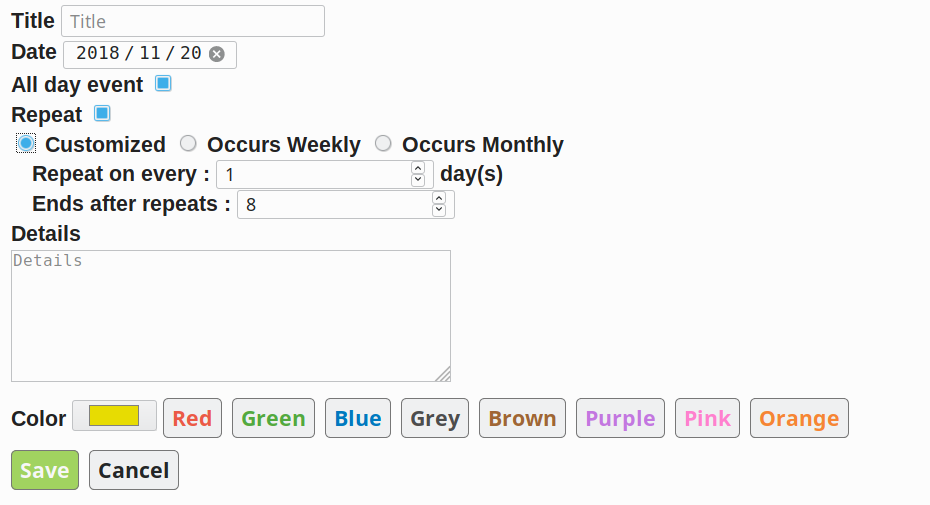 Title Title
Date 2018/11/20
All day event
Repeat
Customized Occurs Weekly Occurs Monthly
Repeat on every : 1 day(s)
Ends after repeats : 8
Details
Details
Color Red Green Blue Grey Brown Purple Pink Orange
Save Cancel